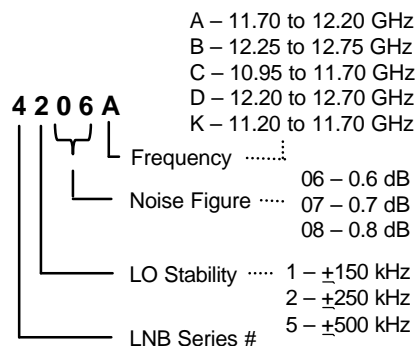 A – 11.70 to 12.20 GHz
B – 12.25 to 12.75 GHz
C – 10.95 to 11.70 GHz
D – 12.20 to 12.70 GHz
K – 11.20 to 11.70 GHz
4 2 0 6 A
Frequency
06 – 0.6 dB
Noise Figure
07 – 0.7 dB
08 – 0.8 dB
LO Stability
1 – ±150 kHz
2 – ±250 kHz
5 – ±500 kHz
LNB Series #